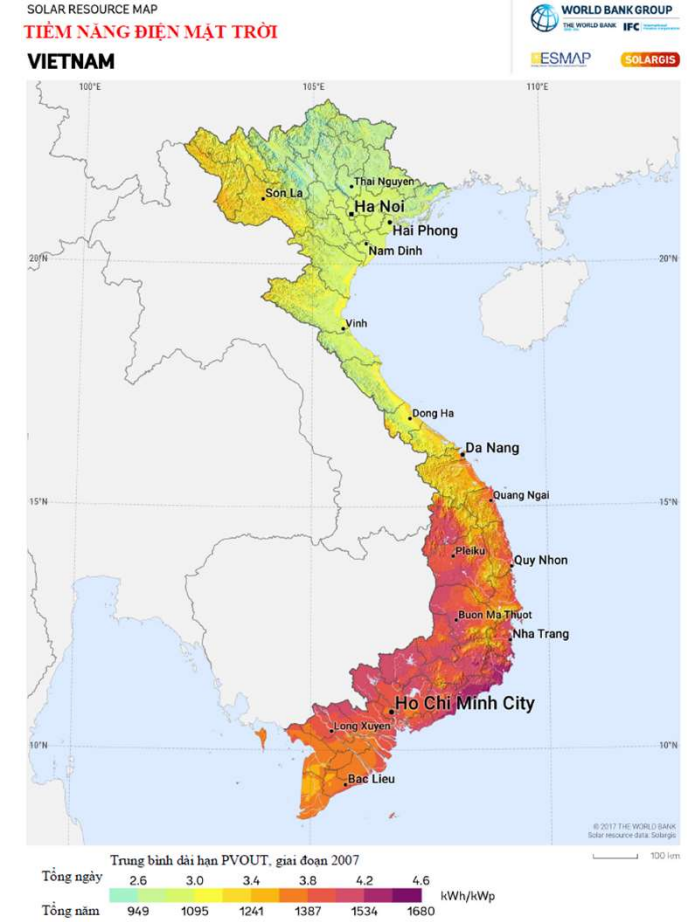 SOLAR RESOURCE MAP
TIỀM NĂNG ĐIỆN MẶT TRỜI
VIETNAM
WORLD BANK GROUP
THE WORLD BANK IFC
ESMAP SOLARGIS
100°E 105°E 110°E
Son La
Thai Nguyen
Ha Noi
Hai Phong
Nam Dinh
20°N 20°N
Vinh
Dong Ha
Da Nang
Quang Ngai
15°N 15°N
Pleiku
Quy Nhon
Buon Ma Thuot
Nha Trang
Ho Chi Minh City
Long Xuyen
10°N 10°N
Bac Lieu
© 2017 THE WORLD BANK
Solar resource data: Solargis
100 km
Trung bình dài hạn PVOUT, giai đoạn 2007
Tổng ngày 2.6 3.0 3.4 3.8 4.2 4.6
kWh/kWp
Tổng năm 949 1095 1241 1387 1534 1680